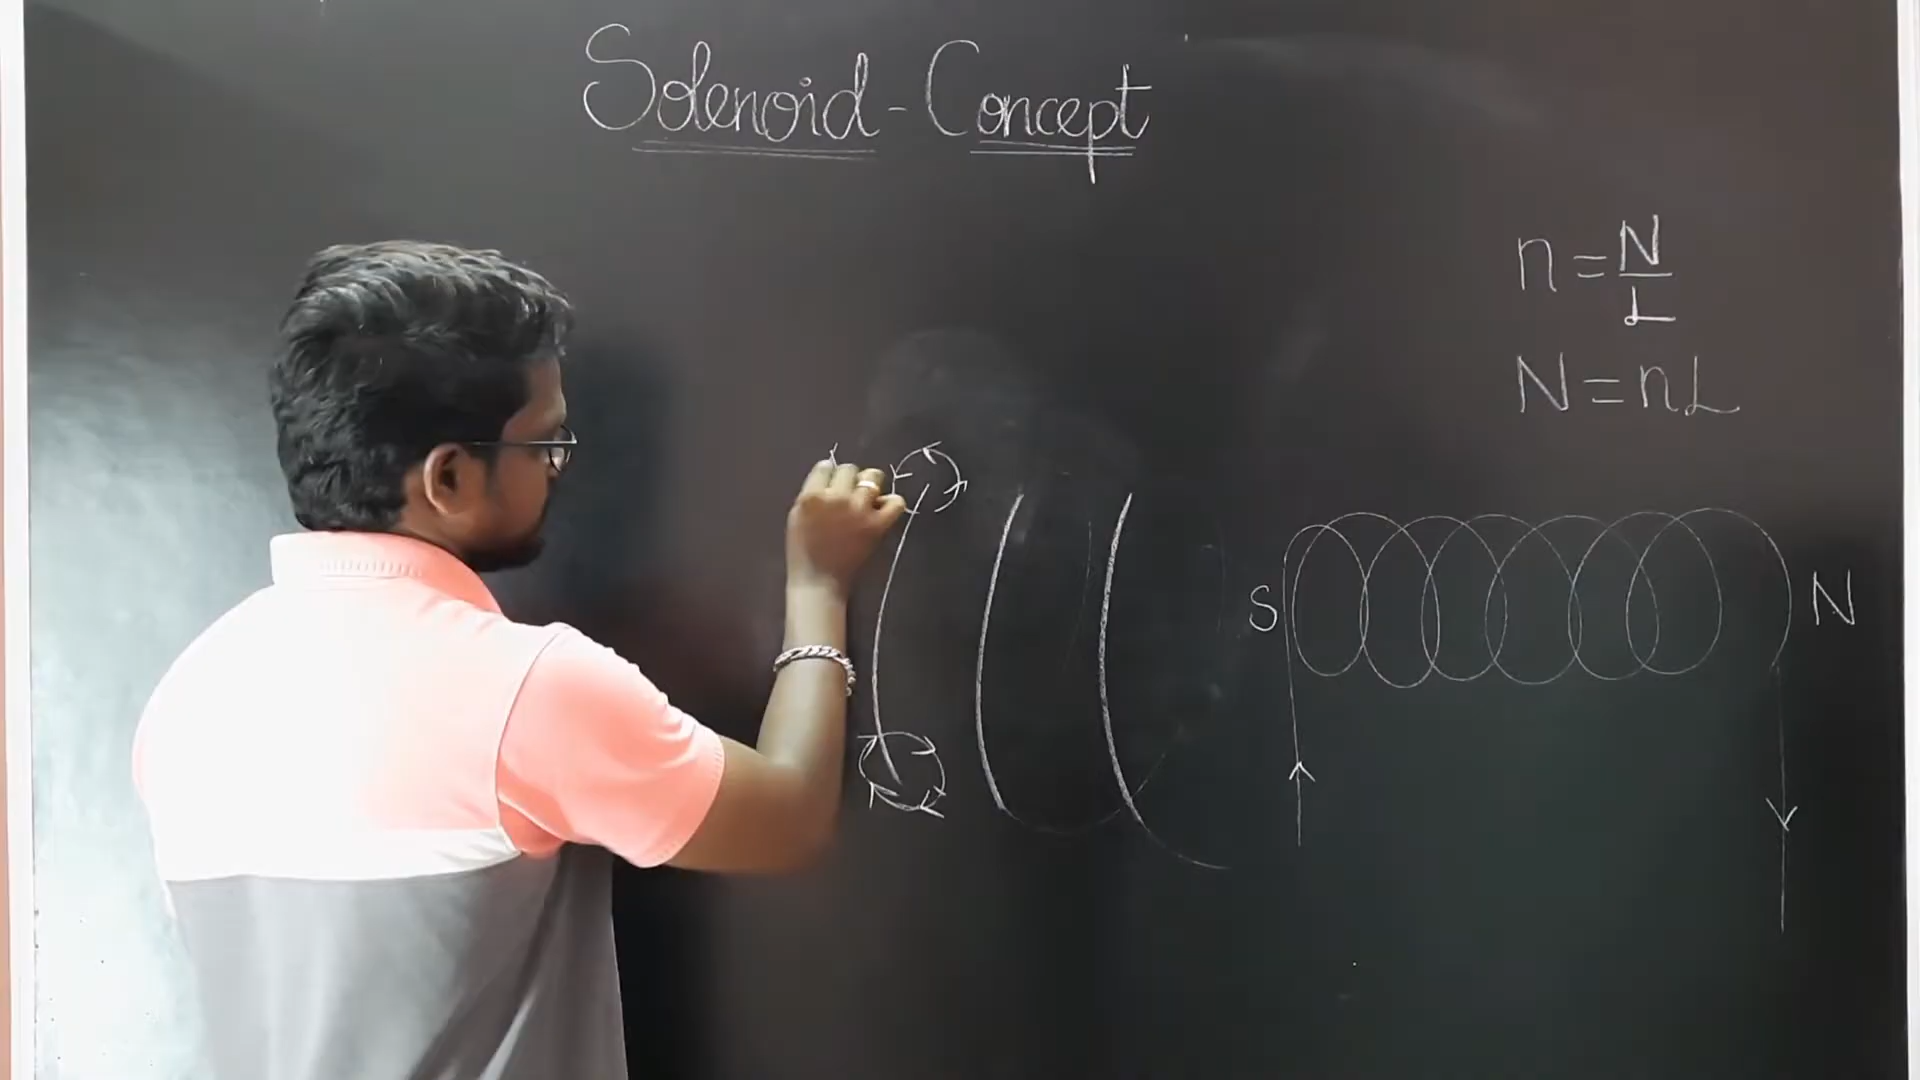 Solenoid - Concept
n = N/L
N = nL
S N